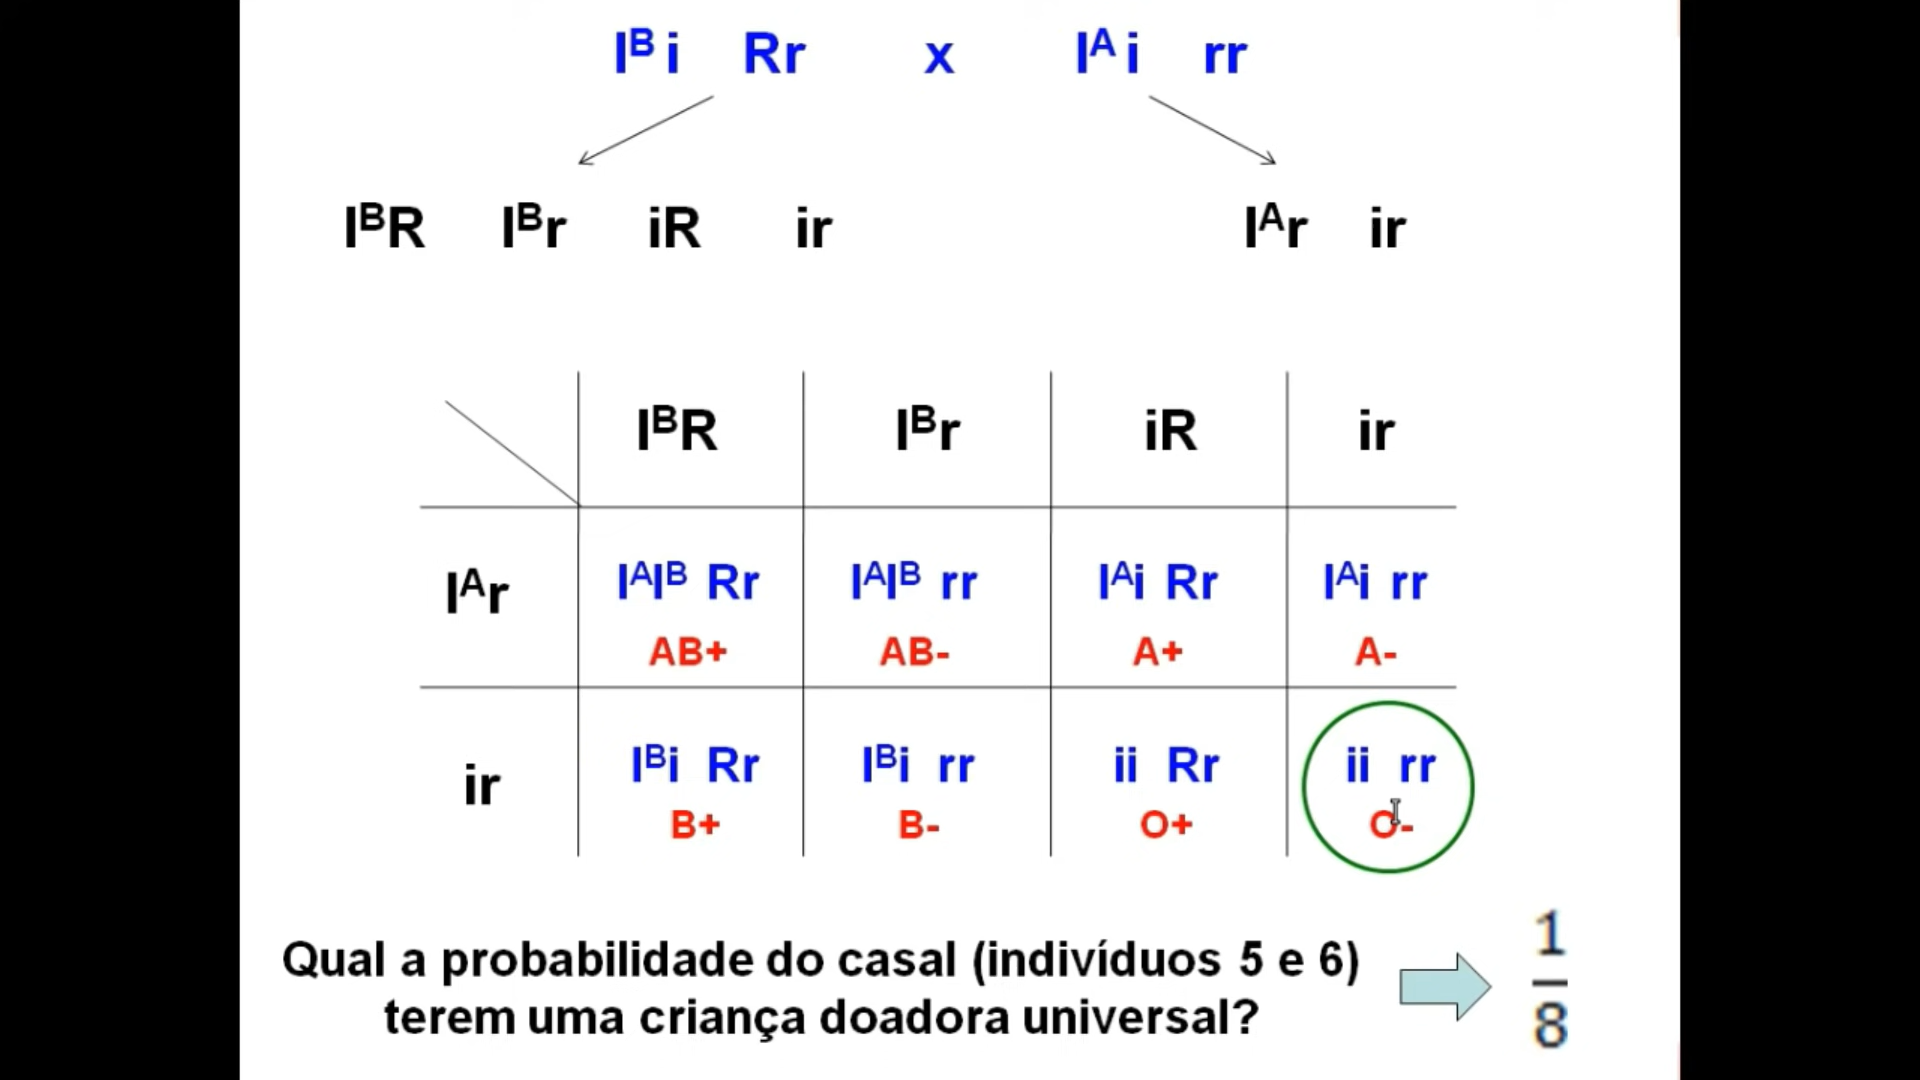 Iᴮ i Rr x Iᴬ i rr
IᴮR Iᴮr iR ir Iᴬr ir
IᴮR Iᴮr iR ir
Iᴬr IᴬIᴮ Rr IᴬIᴮ rr Iᴬi Rr Iᴬi rr
AB+ AB- A+ A-
ir Iᴮi Rr Iᴮi rr ii Rr ii rr
B+ B- O+ O-
Qual a probabilidade do casal (indivíduos 5 e 6)
terem uma criança doadora universal?
1
8